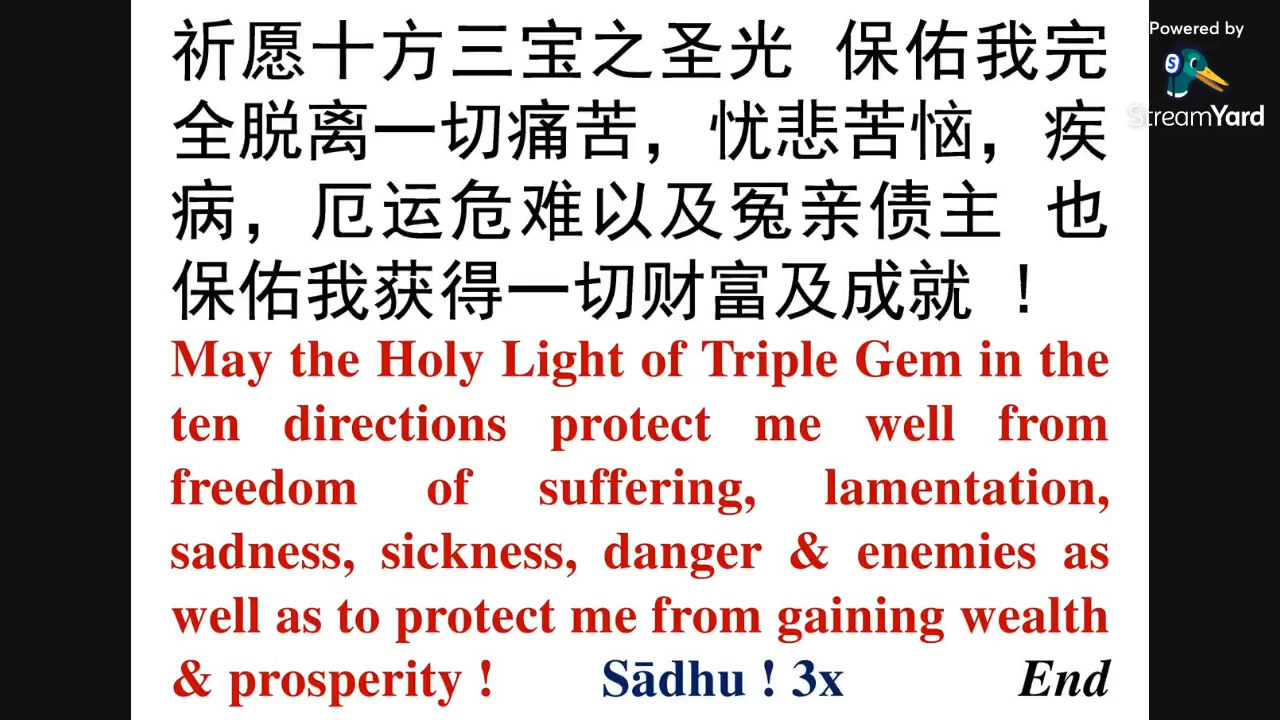 祈愿十方三宝之圣光 保佑我完
全脱离一切痛苦，忧悲苦恼，疾
病，厄运危难以及冤亲债主 也
保佑我获得一切财富及成就 ！
May the Holy Light of Triple Gem in the
ten directions protect me well from
freedom of suffering, lamentation,
sadness, sickness, danger & enemies as
well as to protect me from gaining wealth
& prosperity ! Sādhu ! 3x End
Powered by
StreamYard